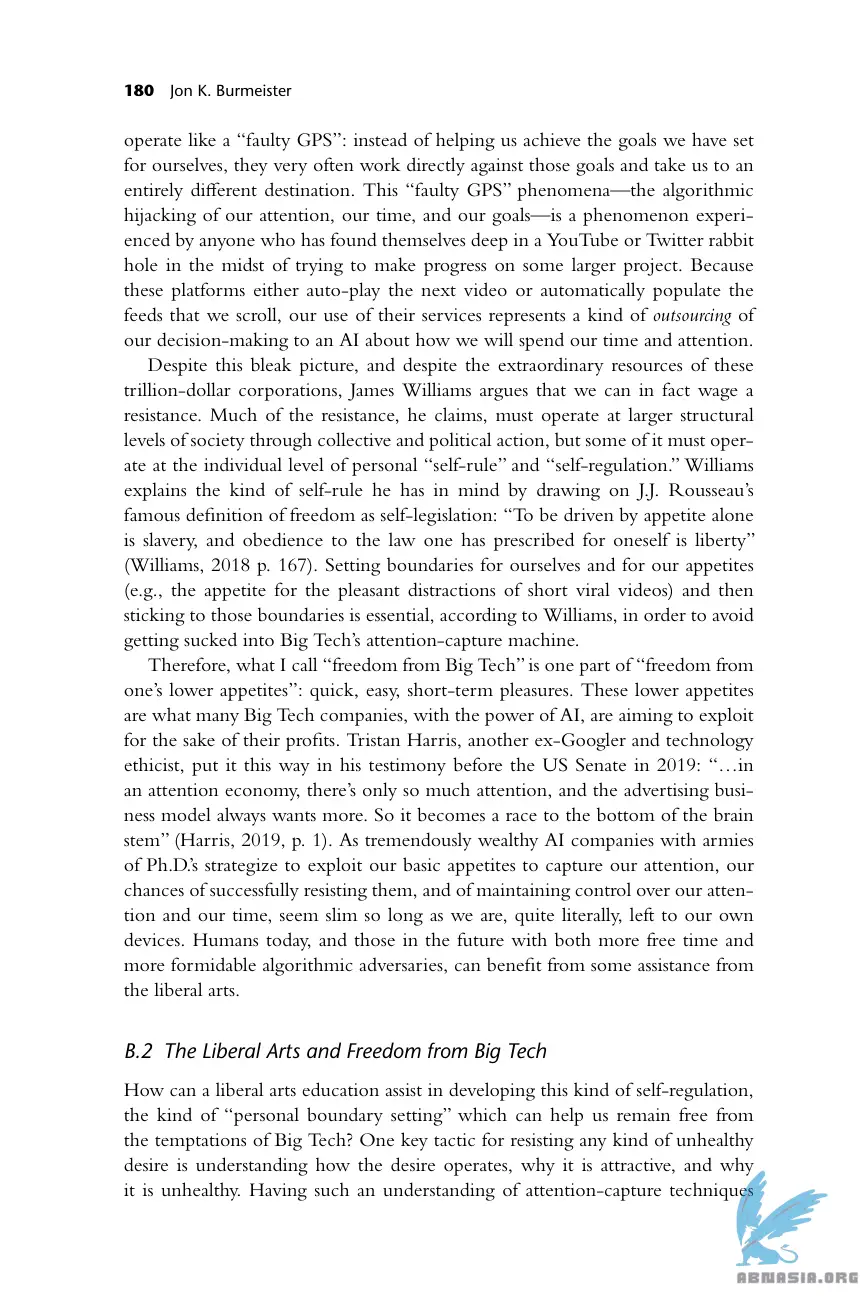 180 Jon K. Burmeister
operate like a “faulty GPS”: instead of helping us achieve the goals we have set
for ourselves, they very often work directly against those goals and take us to an
entirely different destination. This “faulty GPS” phenomena—the algorithmic
hijacking of our attention, our time, and our goals—is a phenomenon experi-
enced by anyone who has found themselves deep in a YouTube or Twitter rabbit
hole in the midst of trying to make progress on some larger project. Because
these platforms either auto-play the next video or automatically populate the
feeds that we scroll, our use of their services represents a kind of outsourcing of
our decision-making to an AI about how we will spend our time and attention.
Despite this bleak picture, and despite the extraordinary resources of these
trillion-dollar corporations, James Williams argues that we can in fact wage a
resistance. Much of the resistance, he claims, must operate at larger structural
levels of society through collective and political action, but some of it must oper-
ate at the individual level of personal “self-rule” and “self-regulation.” Williams
explains the kind of self-rule he has in mind by drawing on J.J. Rousseau’s
famous definition of freedom as self-legislation: “To be driven by appetite alone
is slavery, and obedience to the law one has prescribed for oneself is liberty”
(Williams, 2018 p. 167). Setting boundaries for ourselves and for our appetites
(e.g., the appetite for the pleasant distractions of short viral videos) and then
sticking to those boundaries is essential, according to Williams, in order to avoid
getting sucked into Big Tech’s attention-capture machine.
Therefore, what I call “freedom from Big Tech” is one part of “freedom from
one’s lower appetites”: quick, easy, short-term pleasures. These lower appetites
are what many Big Tech companies, with the power of AI, are aiming to exploit
for the sake of their profits. Tristan Harris, another ex-Googler and technology
ethicist, put it this way in his testimony before the US Senate in 2019: “…in
an attention economy, there’s only so much attention, and the advertising busi-
ness model always wants more. So it becomes a race to the bottom of the brain
stem” (Harris, 2019, p. 1). As tremendously wealthy AI companies with armies
of Ph.D.’s strategize to exploit our basic appetites to capture our attention, our
chances of successfully resisting them, and of maintaining control over our atten-
tion and our time, seem slim so long as we are, quite literally, left to our own
devices. Humans today, and those in the future with both more free time and
more formidable algorithmic adversaries, can benefit from some assistance from
the liberal arts.
B.2 The Liberal Arts and Freedom from Big Tech
How can a liberal arts education assist in developing this kind of self-regulation,
the kind of “personal boundary setting” which can help us remain free from
the temptations of Big Tech? One key tactic for resisting any kind of unhealthy
desire is understanding how the desire operates, why it is attractive, and why
it is unhealthy. Having such an understanding of attention-capture techniques
ABNASIA.ORG